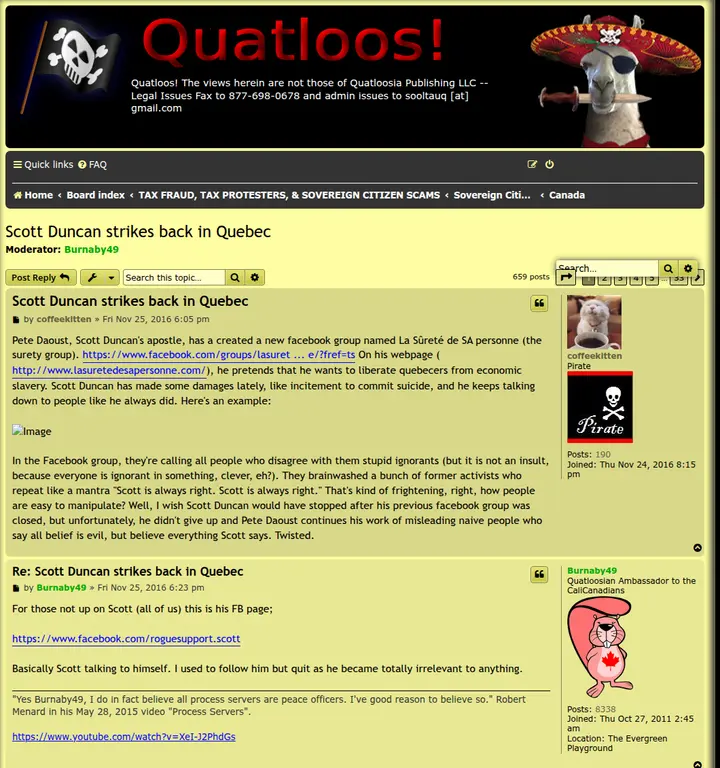 Quatloos!
Quatloos! The views herein are not those of Quatloosia Publishing LLC --
Legal Issues Fax to 877-698-0678 and admin issues to sooltauq [at]
gmail.com
Quick links FAQ
Home ‹ Board index ‹ TAX FRAUD, TAX PROTESTERS, & SOVEREIGN CITIZEN SCAMS ‹ Sovereign Citi... ‹ Canada
Scott Duncan strikes back in Quebec
Moderator: Burnaby49
Search...
Post Reply Search this topic... 659 posts 1 2 3 4 5 ... 33
Scott Duncan strikes back in Quebec
by coffeekitten » Fri Nov 25, 2016 6:05 pm
Pete Daoust, Scott Duncan's apostle, has a created a new facebook group named La Sûreté de SA personne (the
surety group). https://www.facebook.com/groups/lasuret ... e/?fref=ts On his webpage (
http://www.lasuretedesapersonne.com/), he pretends that he wants to liberate quebecers from economic
slavery. Scott Duncan has made some damages lately, like incitement to commit suicide, and he keeps talking
down to people like he always did. Here's an example:
Image
In the Facebook group, they're calling all people who disagree with them stupid ignorants (but it is not an insult,
because everyone is ignorant in something, clever, eh?). They brainwashed a bunch of former activists who
repeat like a mantra "Scott is always right. Scott is always right." That's kind of frightening, right, how people
are easy to manipulate? Well, I wish Scott Duncan would have stopped after his previous facebook group was
closed, but unfortunately, he didn't give up and Pete Daoust continues his work of misleading naive people who
say all belief is evil, but believe everything Scott says. Twisted.
coffeekitten
Pirate
Pirate
Posts: 190
Joined: Thu Nov 24, 2016 8:15
pm
Re: Scott Duncan strikes back in Quebec
by Burnaby49 » Fri Nov 25, 2016 6:23 pm
For those not up on Scott (all of us) this is his FB page;
https://www.facebook.com/roguesupport.scott
Basically Scott talking to himself. I used to follow him but quit as he became totally irrelevant to anything.
"Yes Burnaby49, I do in fact believe all process servers are peace officers. I've good reason to believe so." Robert
Menard in his May 28, 2015 video "Process Servers".
https://www.youtube.com/watch?v=XeI-J2PhdGs
Burnaby49
Quatloosian Ambassador to the
CaliCanadians
Posts: 8338
Joined: Thu Oct 27, 2011 2:45
am
Location: The Evergreen
Playground